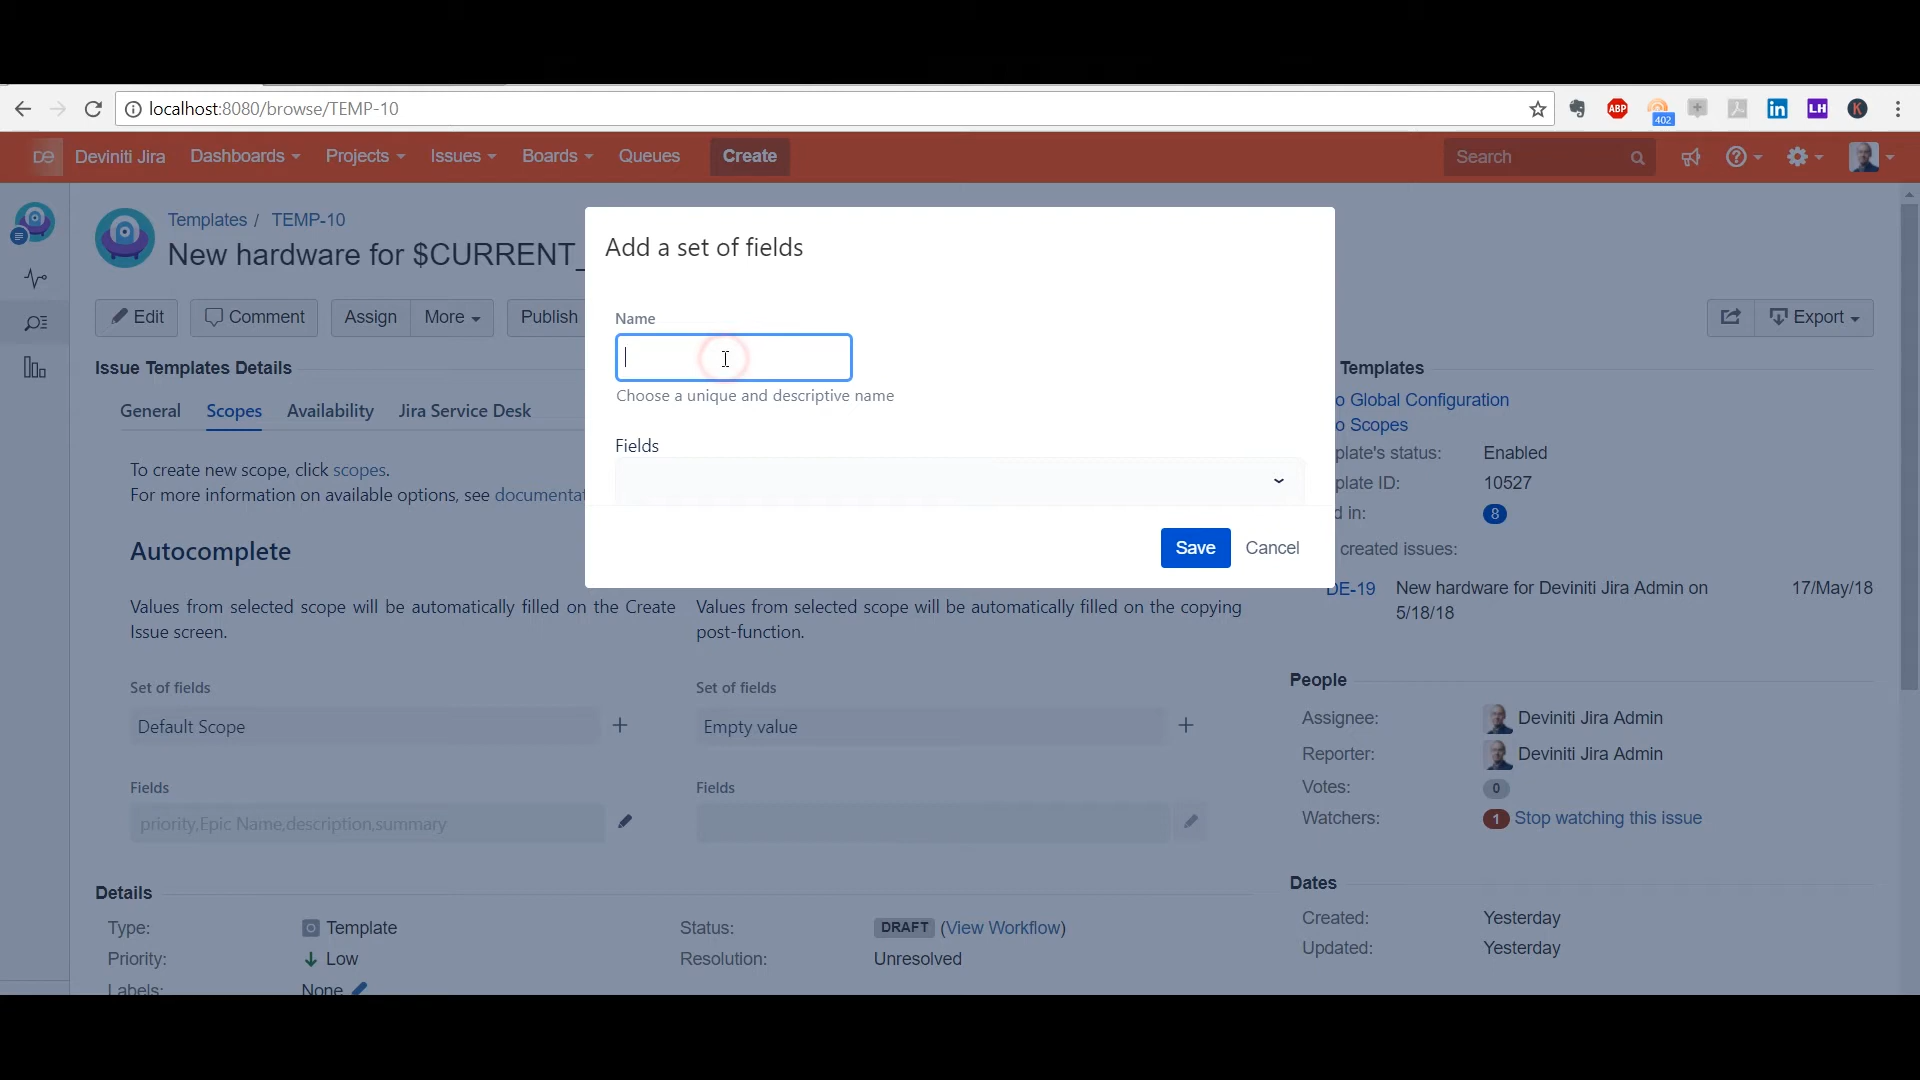 localhost:8080/browse/TEMP-10
ABP
402
LH
K
Deviniti Jira Dashboards Projects Issues Boards Queues Create Search
Templates / TEMP-10
New hardware for $CURRENT_
Edit Comment Assign More Publish Export
Issue Templates Details
General Scopes Availability Jira Service Desk
To create new scope, click scopes.
For more information on available options, see documentat
Autocomplete
Values from selected scope will be automatically filled on the Create
Issue screen.
Values from selected scope will be automatically filled on the copying
post-function.
Set of fields
Default Scope
Fields
priority,Epic Name,description,summary
Set of fields
Empty value
Fields
Add a set of fields
Name
Choose a unique and descriptive name
Fields
Save Cancel
Details
Type: Template
Priority: Low
Labels: None
Status: DRAFT (View Workflow)
Resolution: Unresolved
Templates
o Global Configuration
o Scopes
plate's status: Enabled
plate ID: 10527
d in: 8
created issues:
DE-19 New hardware for Deviniti Jira Admin on 17/May/18
5/18/18
People
Assignee: Deviniti Jira Admin
Reporter: Deviniti Jira Admin
Votes: 0
Watchers: 1 Stop watching this issue
Dates
Created: Yesterday
Updated: Yesterday